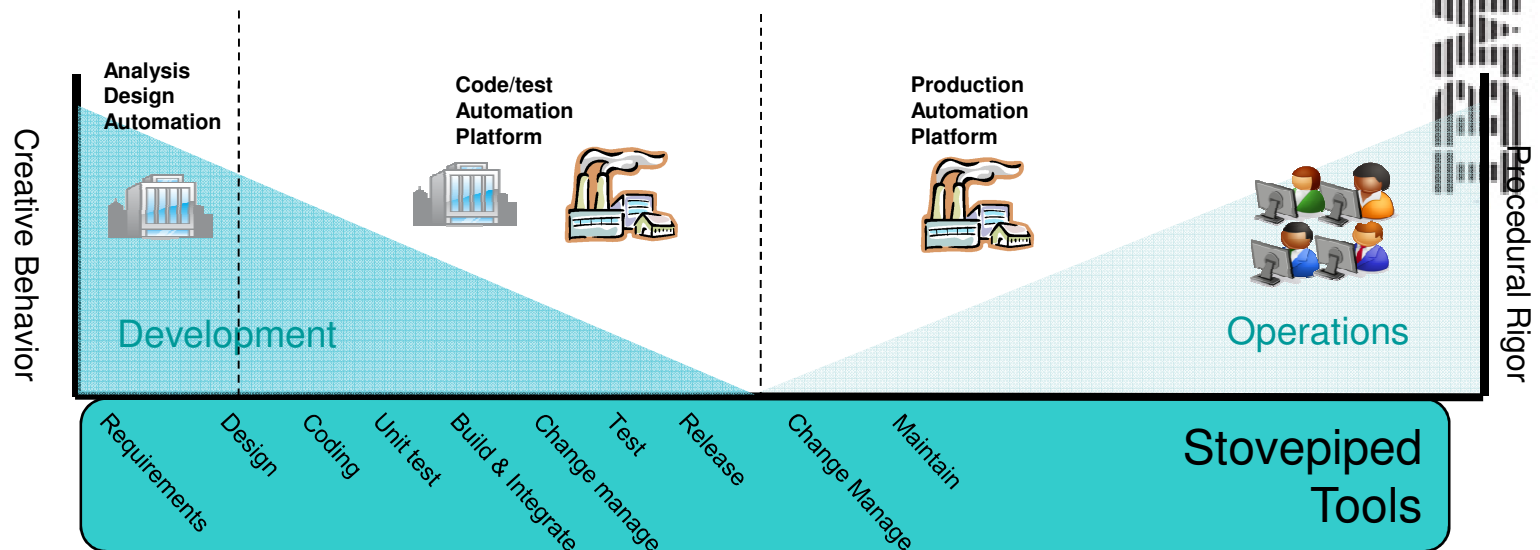 Analysis
Design
Automation
Code/test
Automation
Platform
Production
Automation
Platform
Creative Behavior
Procedural Rigor
Development
Operations
Requirements
Design
Coding
Unit test
Build & Integrate
Change manage
Test
Release
Change Manage
Maintain
Stovepiped
Tools